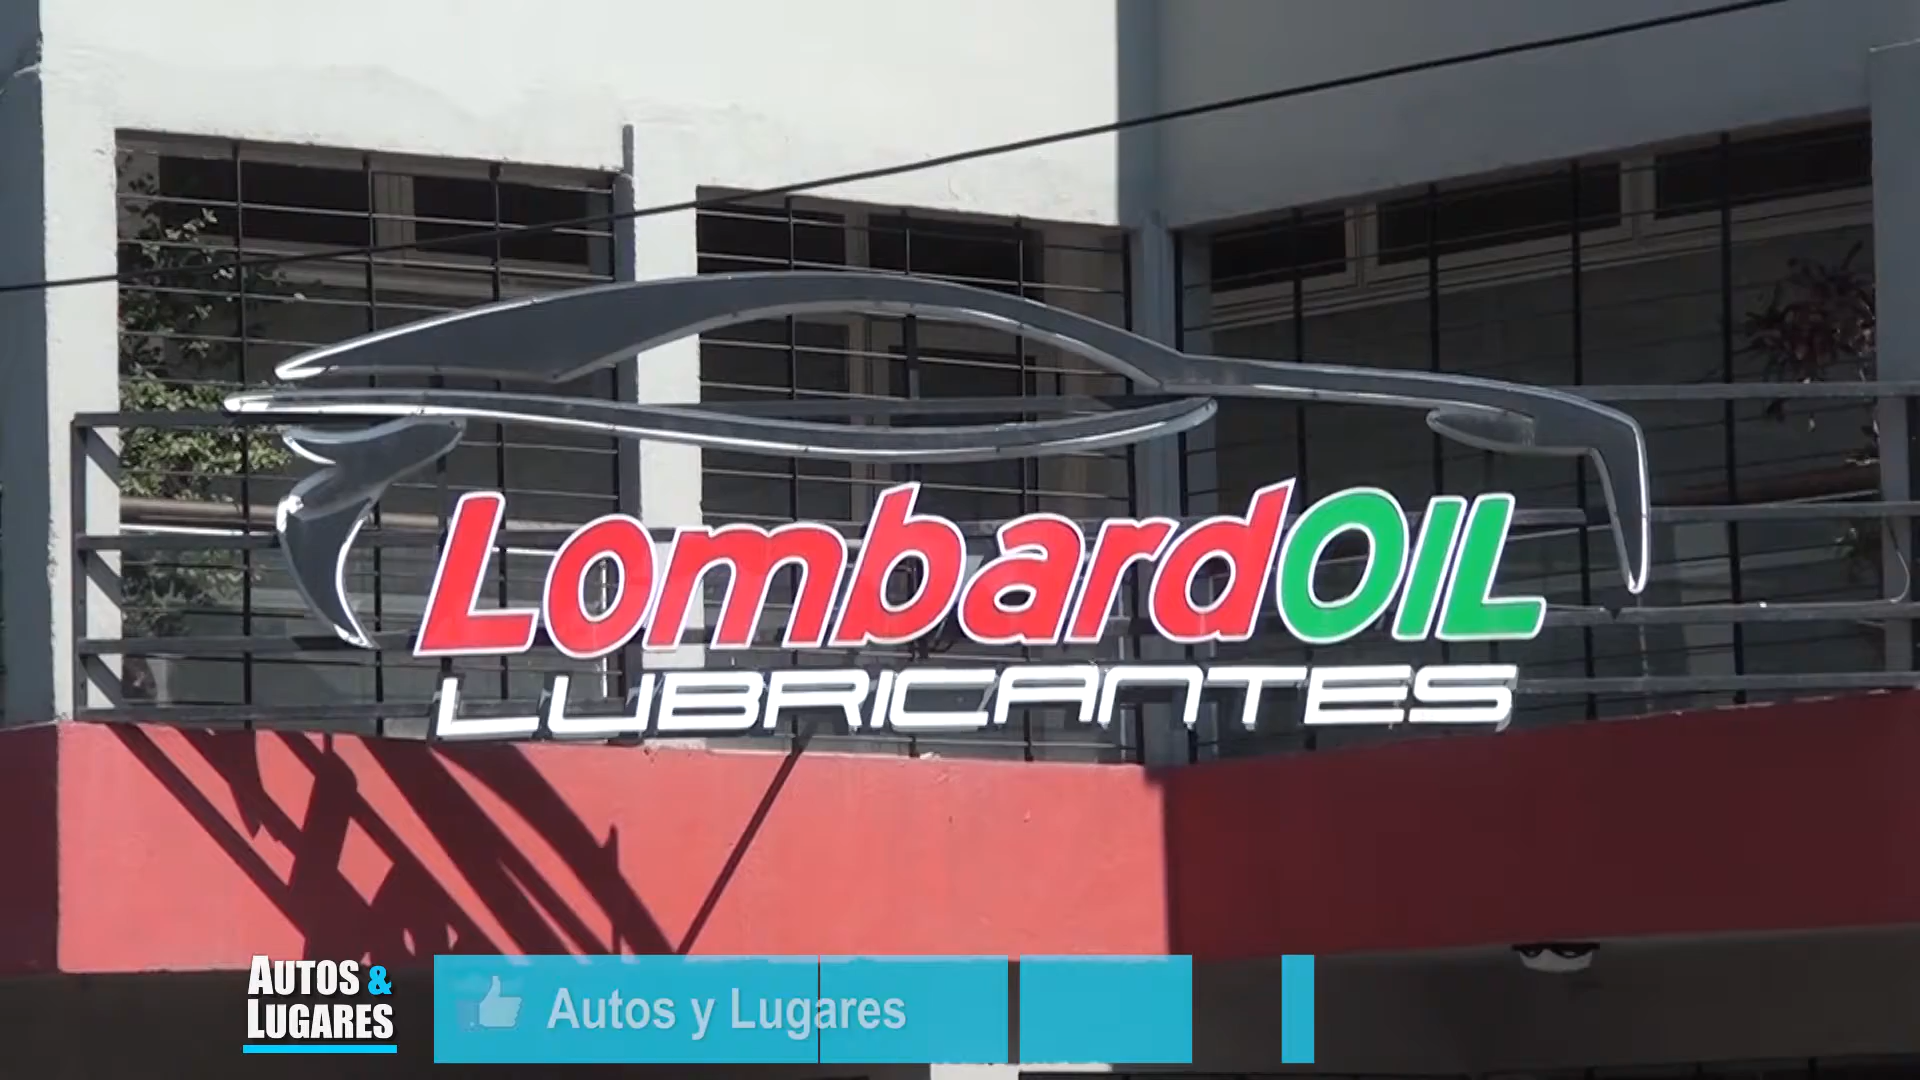 LombardOIL
LUBRICANTES
AUTOS &
LUGARES
Autos y Lugares